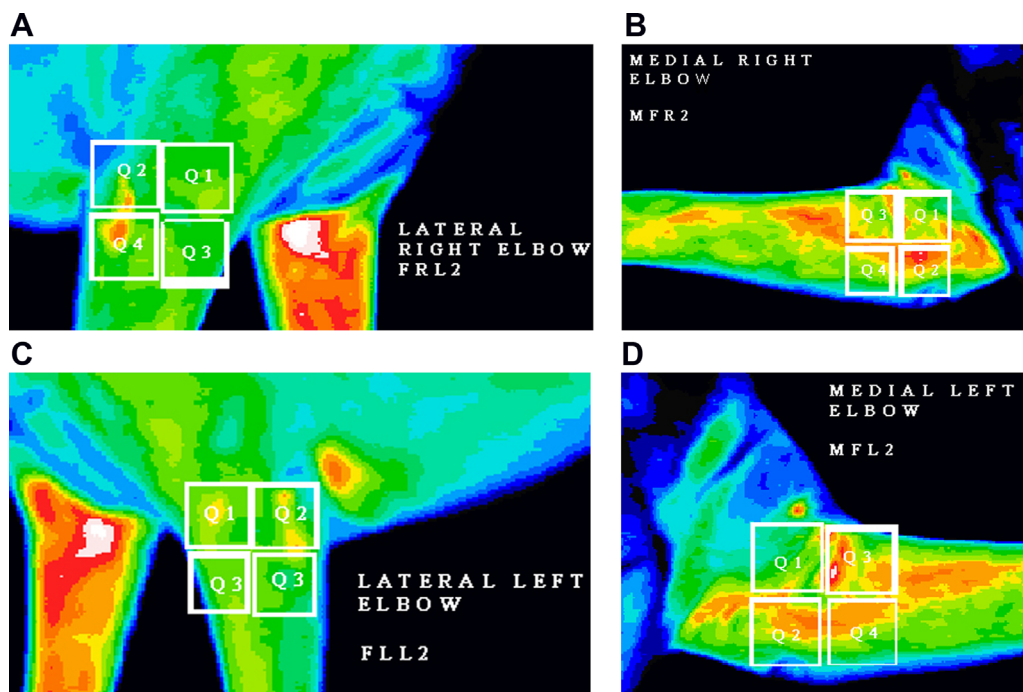 A
Q 2
Q 1
Q 4
Q 3
LATERAL
RIGHT ELBOW
FRL2
B
MEDIAL RIGHT
ELBOW
MFR2
Q 3
Q 1
Q 4
Q 2
C
Q 1
Q 2
Q 3
Q 3
LATERAL LEFT
ELBOW
FLL2
D
MEDIAL LEFT
ELBOW
MFL2
Q 1
Q 3
Q 2
Q 4